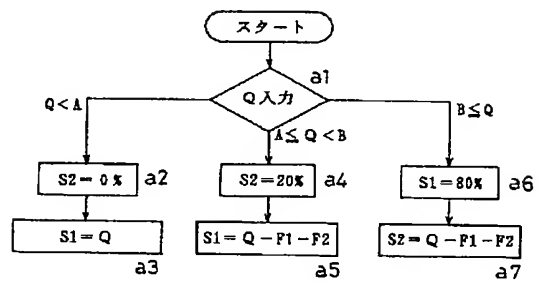 スタート
a1
Q入力
Q<A
A≦Q<B
B≦Q
S2=0%
a2
S2=20%
a4
S1=80%
a6
S1=Q
a3
S1=Q-F1-F2
a5
S2=Q-F1-F2
a7